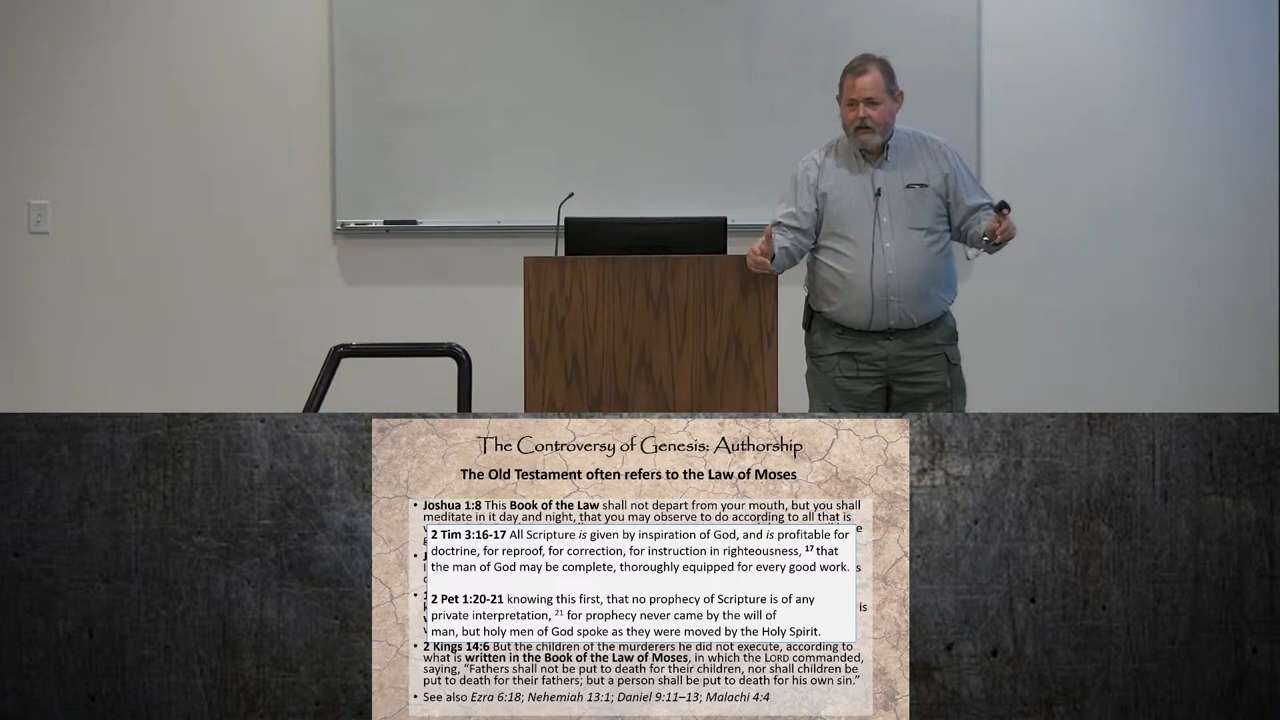 The Controversy of Genesis: Authorship
The Old Testament often refers to the Law of Moses
• Joshua 1:8 This Book of the Law shall not depart from your mouth, but you shall
meditate in it day and night, that you may observe to do according to all that is
2 Tim 3:16-17 All Scripture is given by inspiration of God, and is profitable for
doctrine, for reproof, for correction, for instruction in righteousness, 17 that
the man of God may be complete, thoroughly equipped for every good work.
2 Pet 1:20-21 knowing this first, that no prophecy of Scripture is of any
private interpretation, 21 for prophecy never came by the will of
man, but holy men of God spoke as they were moved by the Holy Spirit.
is
• 2 Kings 14:6 But the children of the murderers he did not execute, according to
what is written in the Book of the Law of Moses, in which the LORD commanded,
saying, “Fathers shall not be put to death for their children, nor shall children be
put to death for their fathers; but a person shall be put to death for his own sin.”
• See also Ezra 6:18; Nehemiah 13:1; Daniel 9:11–13; Malachi 4:4